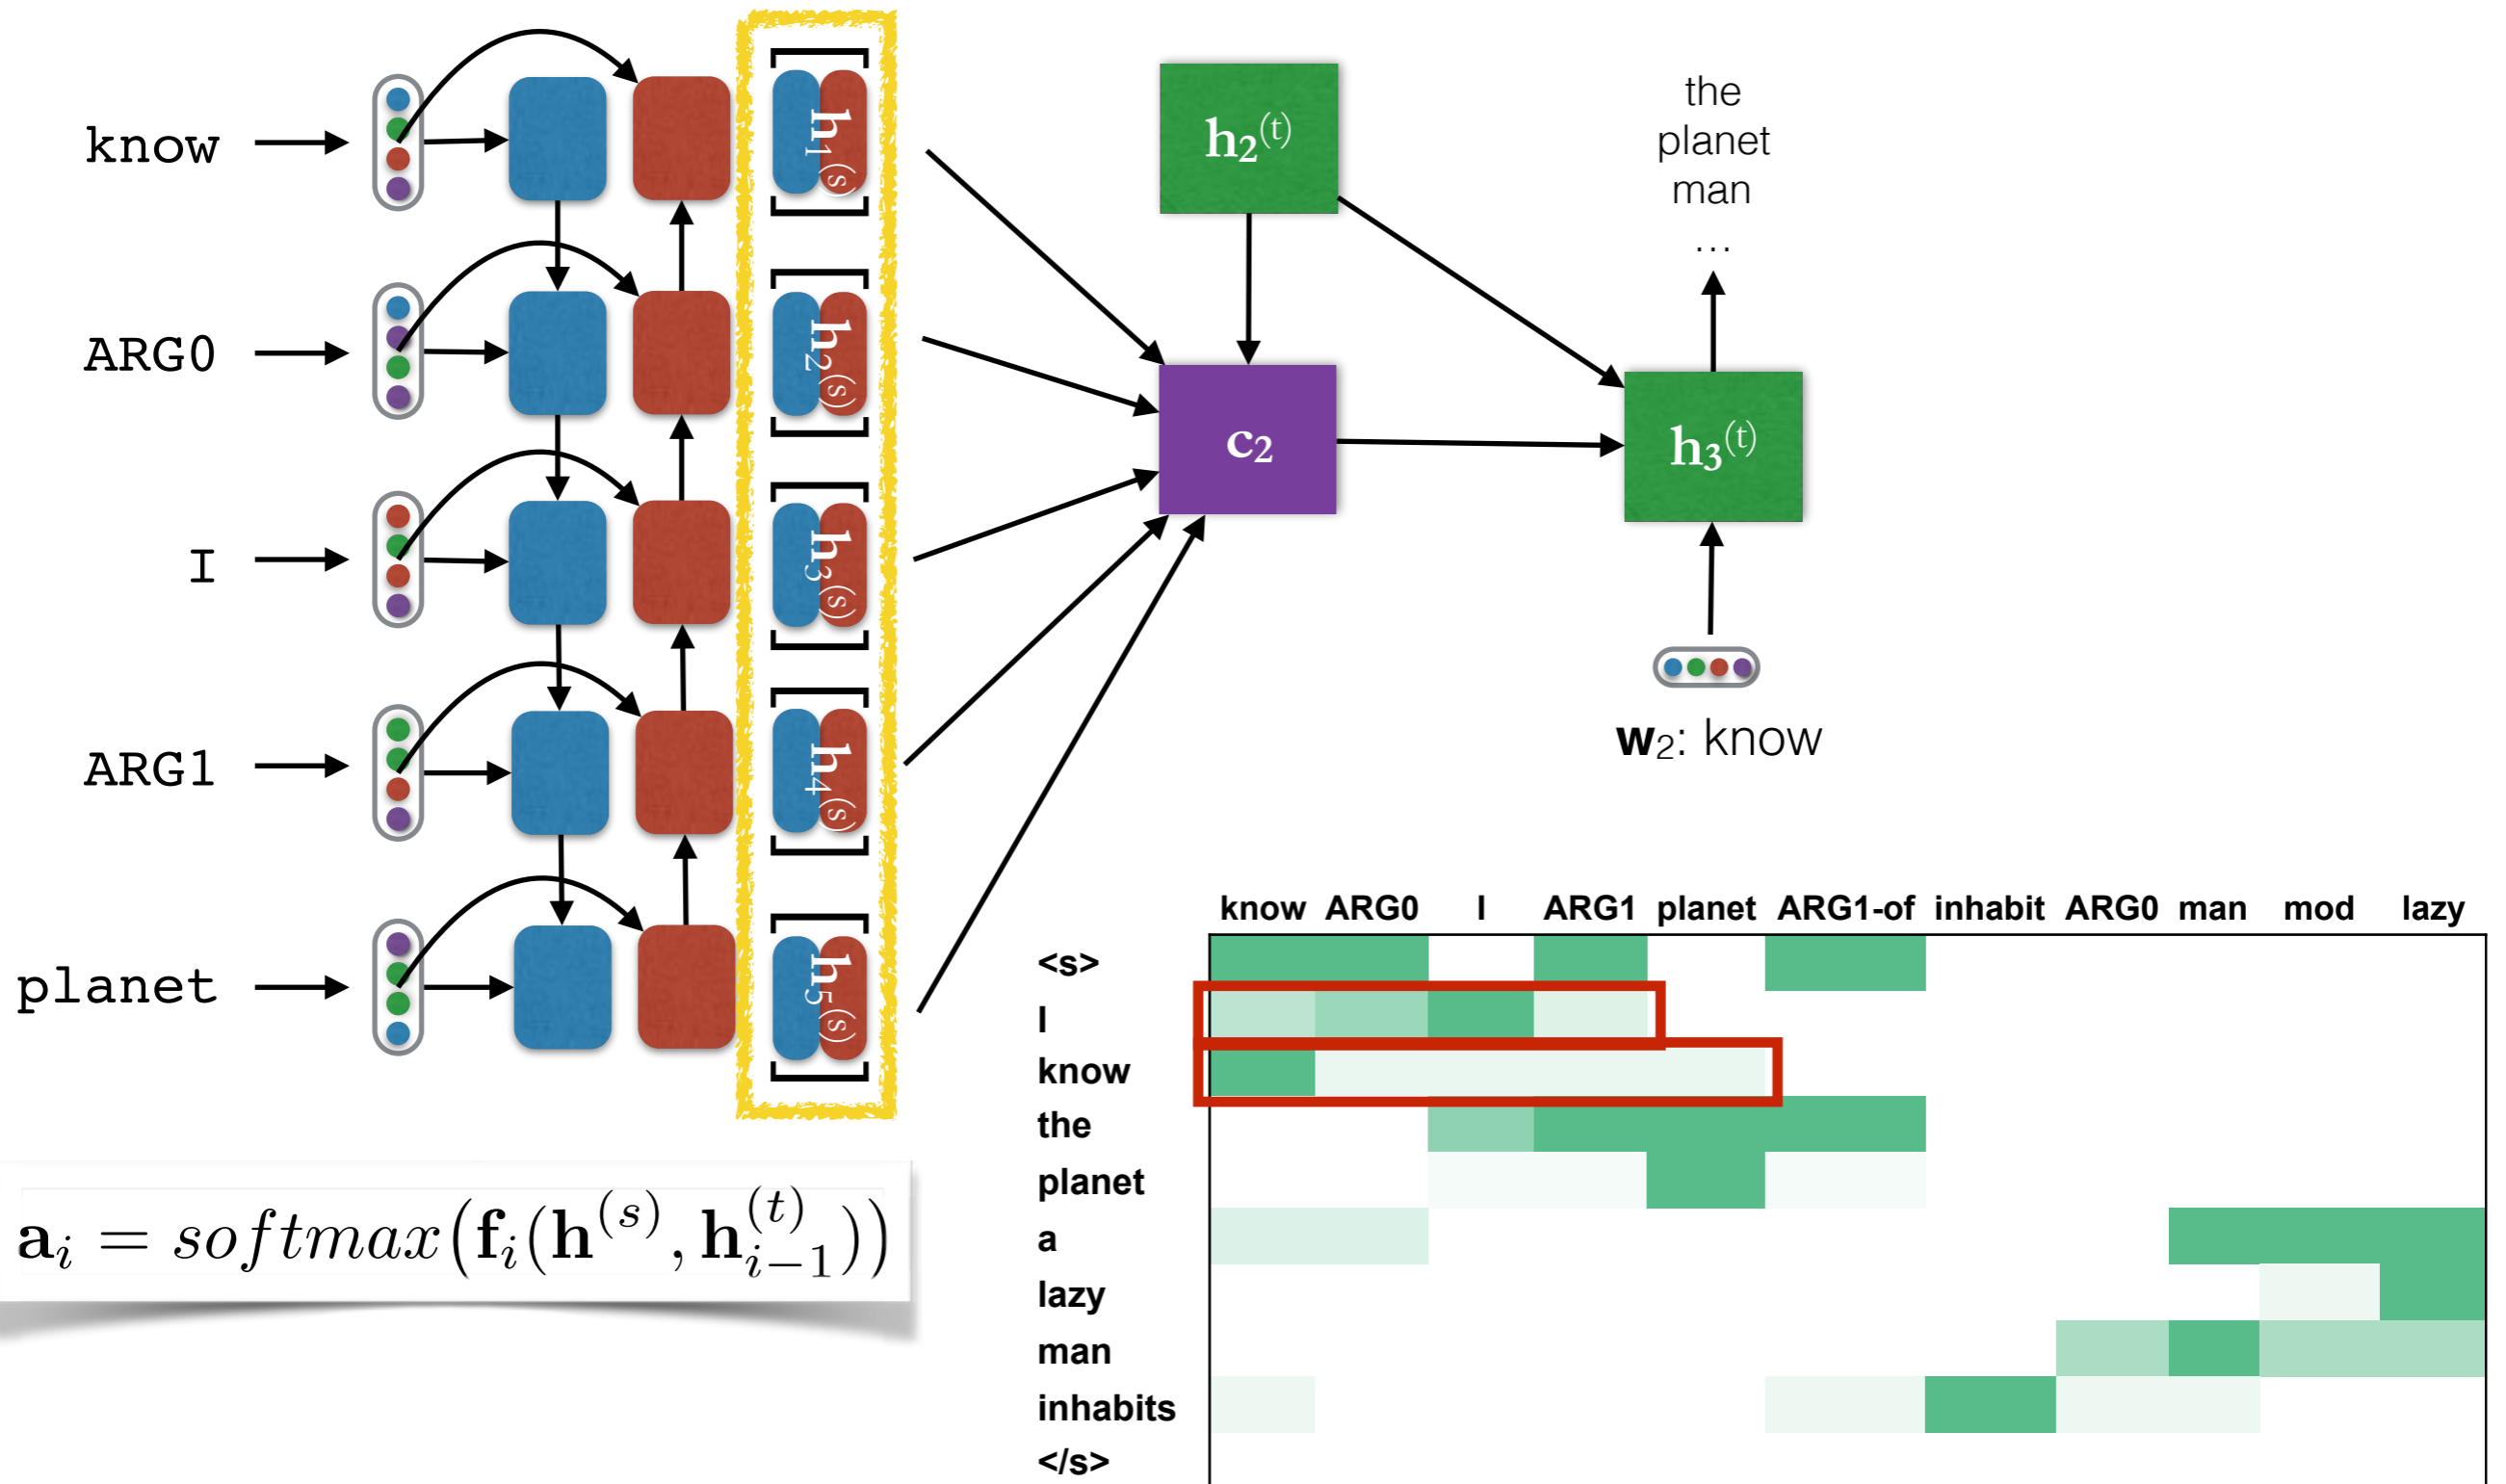 know
ARG0
I
ARG1
planet
h1(s)
h2(s)
h3(s)
h4(s)
h5(s)
h2(t)
c2
h3(t)
the
planet
man
...
w2: know
ai = softmax(fi(h(s), hi−1(t)))
know ARG0 I ARG1 planet ARG1-of inhabit ARG0 man mod lazy
<s>
I
know
the
planet
a
lazy
man
inhabits
</s>